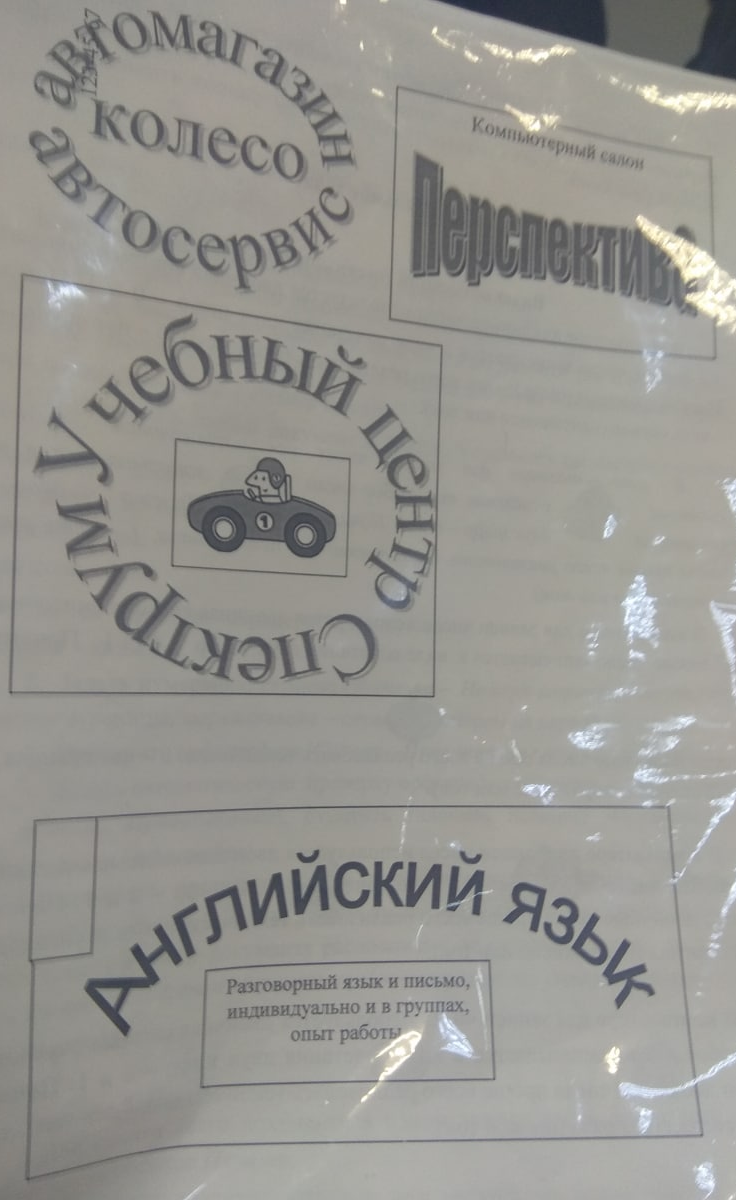 автомагазин
колесо
автосервис
Компьютерный салон
Перспектива
Учебный центр
Спектрум
1
Английский язык
Разговорный язык и письмо,
индивидуально и в группах,
опыт работы